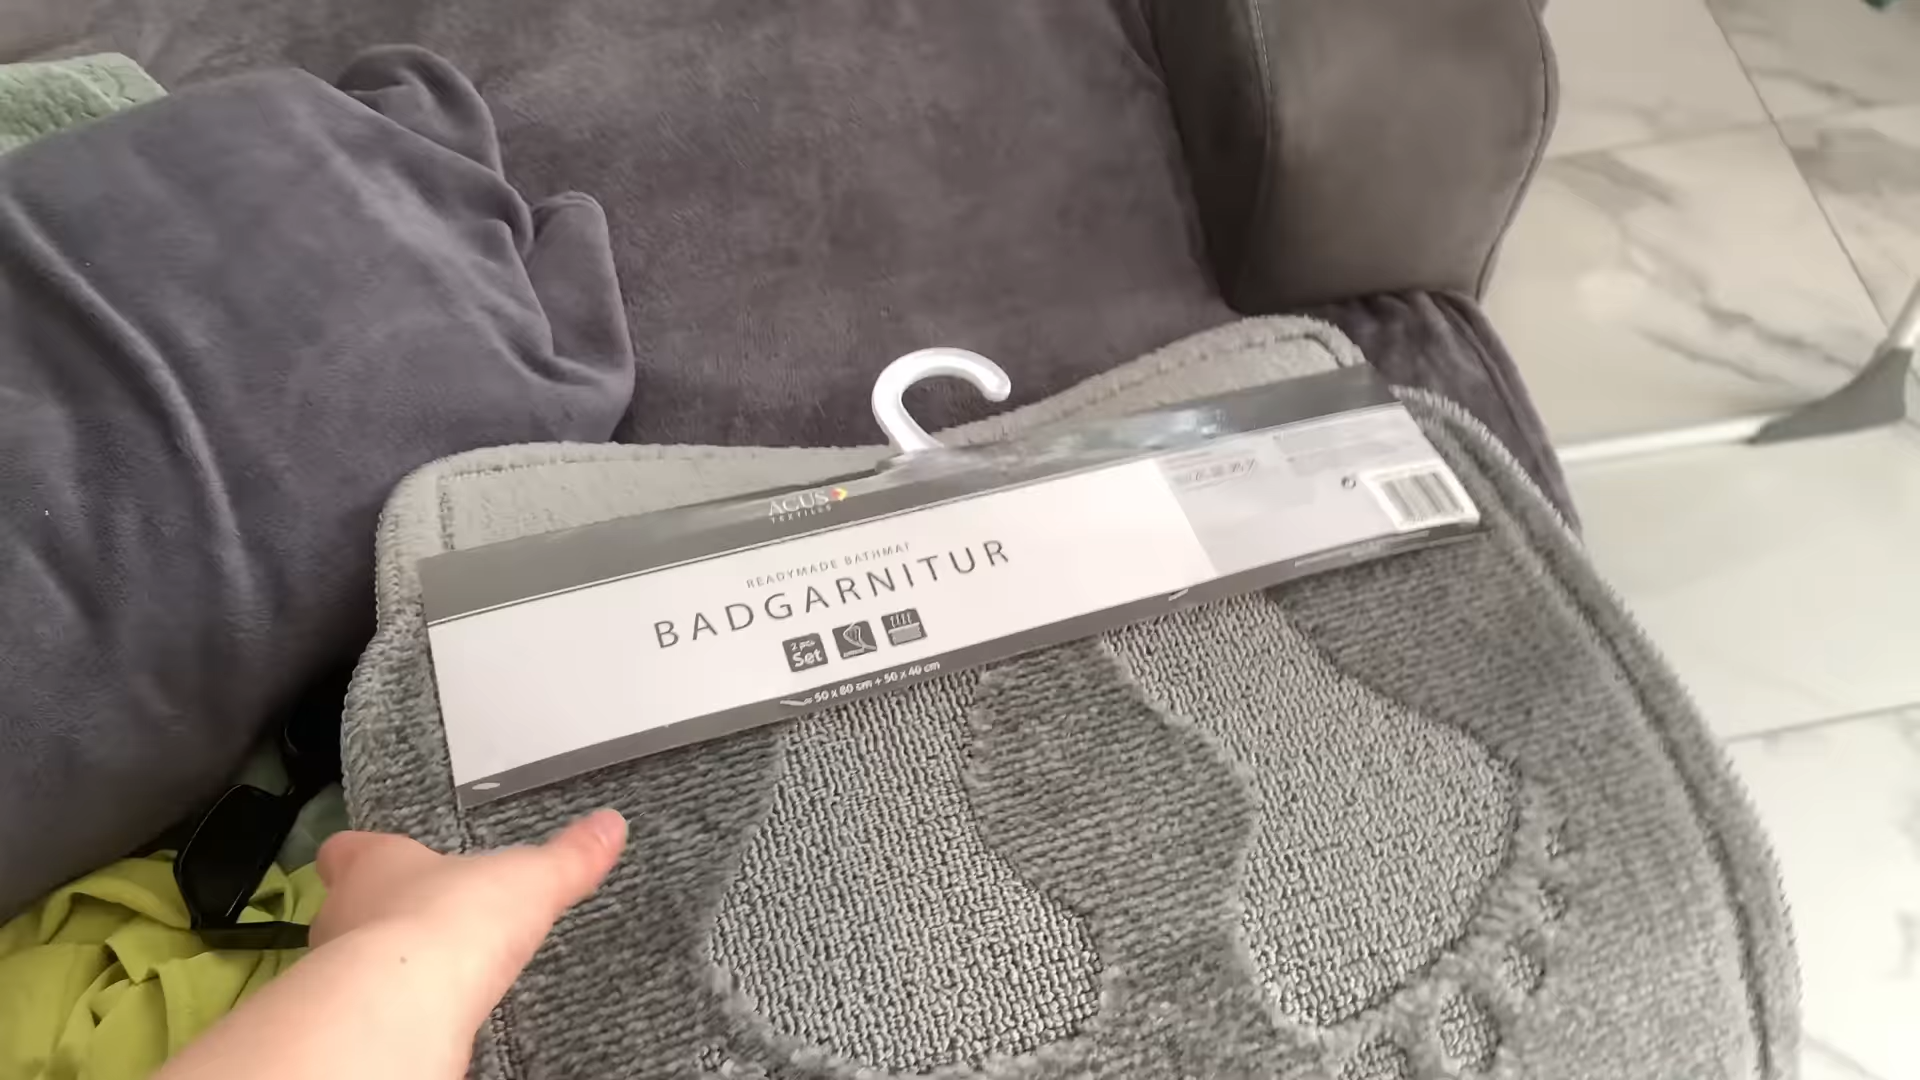 ACUS
TEXTILES
READYMADE BATHMAT
BADGARNITUR
2 pcs
Set
50 x 80 cm + 50 x 40 cm